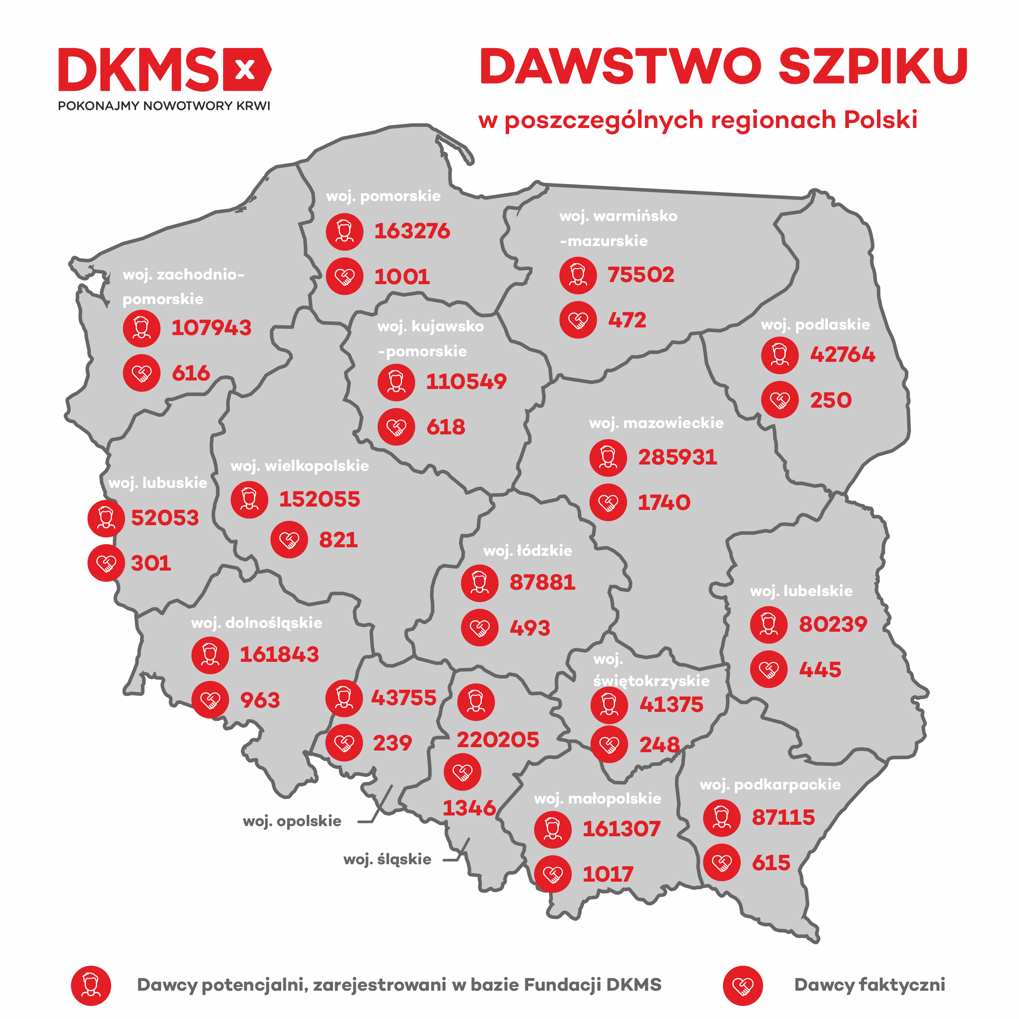 DKMS
POKONAJMY NOWOTWORY KRWI
DAWSTWO SZPIKU
w poszczególnych regionach Polski
woj. pomorskie
163276
1001
woj. warmińsko
-mazurskie
75502
472
woj. zachodnio-
pomorskie
107943
616
woj. kujawsko
-pomorskie
110549
618
woj. podlaskie
42764
250
woj. mazowieckie
285931
1740
woj. wielkopolskie
152055
821
woj. lubuskie
52053
301
woj. łódzkie
87881
493
woj. lubelskie
80239
445
woj. dolnośląskie
161843
963
43755
239
woj. opolskie
220205
1346
woj. śląskie
woj.
świętokrzyskie
41375
248
woj. małopolskie
161307
1017
woj. podkarpackie
87115
615
Dawcy potencjalni, zarejestrowani w bazie Fundacji DKMS
Dawcy faktyczni